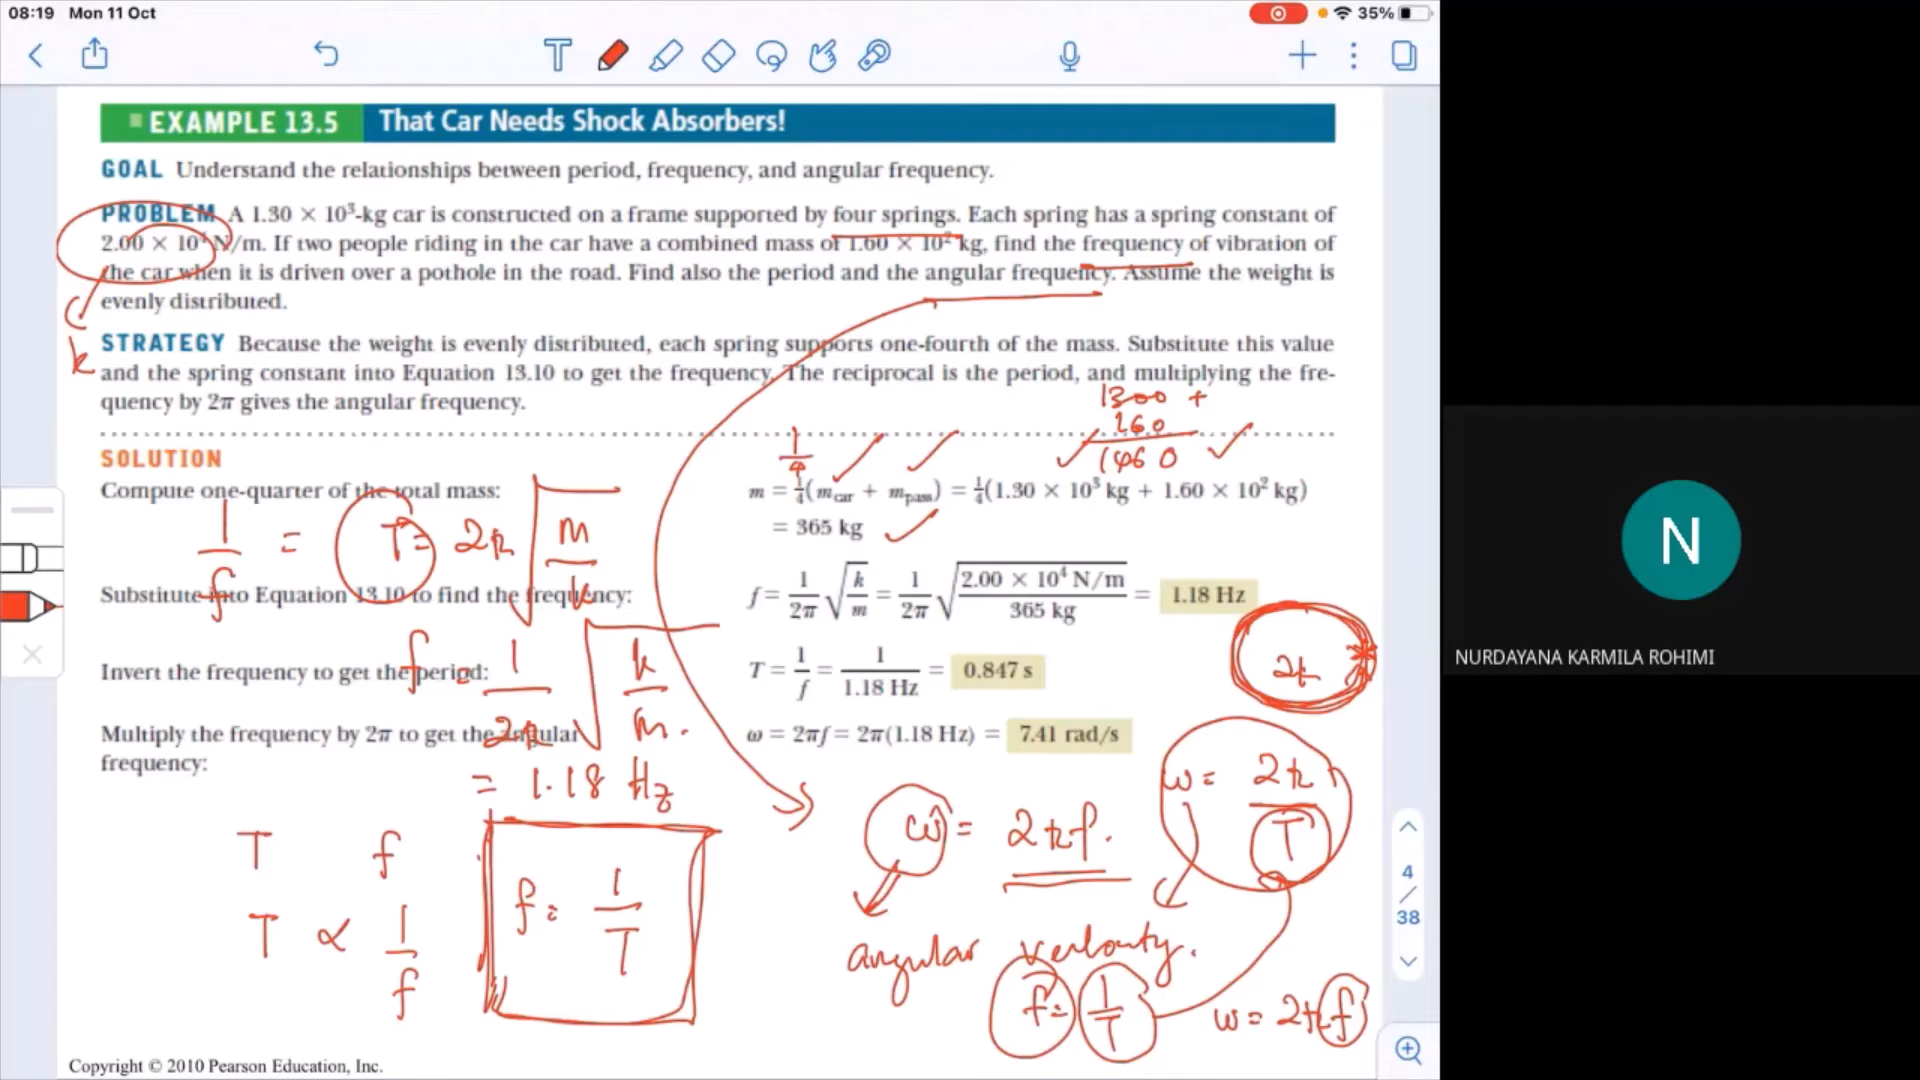 08:19 Mon 11 Oct
35%
EXAMPLE 13.5 That Car Needs Shock Absorbers!
GOAL Understand the relationships between period, frequency, and angular frequency.
PROBLEM A 1.30 × 10³-kg car is constructed on a frame supported by four springs. Each spring has a spring constant of
2.00 × 10⁴ N/m. If two people riding in the car have a combined mass of 1.60 × 10² kg, find the frequency of vibration of
the car when it is driven over a pothole in the road. Find also the period and the angular frequency. Assume the weight is
evenly distributed.
k
STRATEGY Because the weight is evenly distributed, each spring supports one-fourth of the mass. Substitute this value
and the spring constant into Equation 13.10 to get the frequency. The reciprocal is the period, and multiplying the fre-
quency by 2π gives the angular frequency.
1300 +
160
1460
SOLUTION
1/4
Compute one-quarter of the total mass:
m = ¼(m_car + m_pass) = ¼(1.30 × 10³ kg + 1.60 × 10² kg)
= 365 kg
1/f = T = 2π √(m/k)
Substitute into Equation 13.10 to find the frequency:
f = 1/2π √(k/m) = 1/2π √(2.00 × 10⁴ N/m / 365 kg) = 1.18 Hz
f = 1/2π √(k/m)
Invert the frequency to get the period:
T = 1/f = 1/1.18 Hz = 0.847 s
2π
Multiply the frequency by 2π to get the angular
frequency:
ω = 2πf = 2π(1.18 Hz) = 7.41 rad/s
= 1.18 Hz
ω = 2πf.
ω = 2π/T
T f
T ∝ 1/f
f = 1/T
angular velocity.
f = 1/T
ω = 2πf
4
/
38
Copyright © 2010 Pearson Education, Inc.
N
NURDAYANA KARMILA ROHIMI